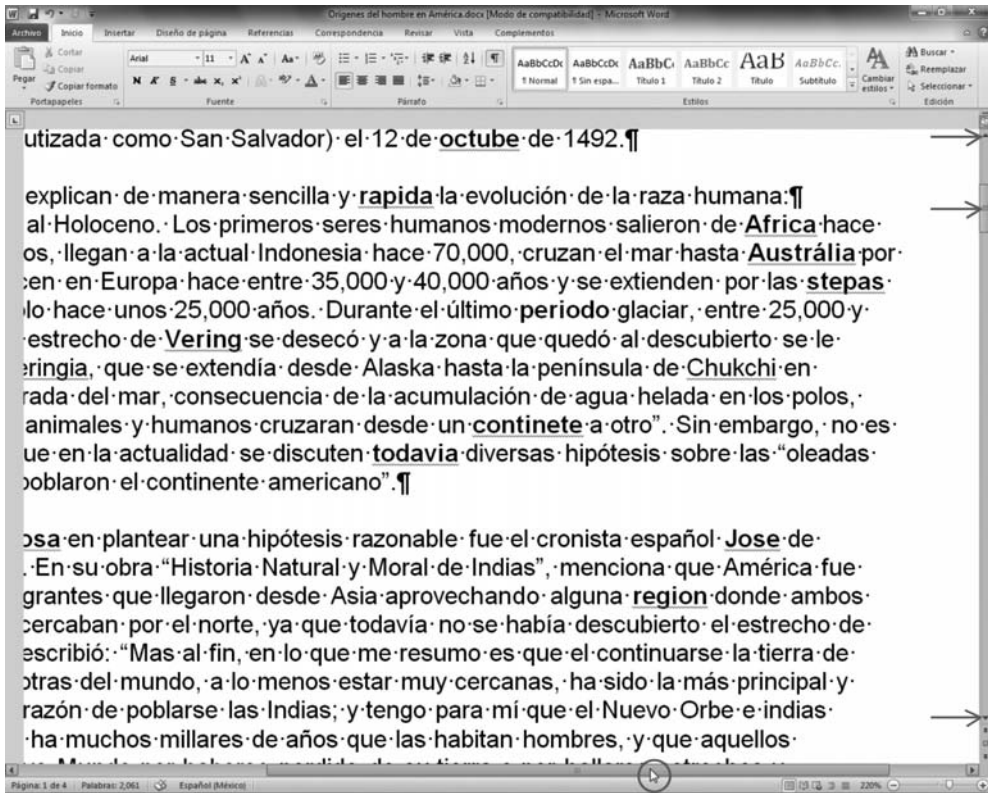 Orígenes del hombre en América.docx [Modo de compatibilidad] - Microsoft Word
Archivo Inicio Insertar Diseño de página Referencias Correspondencia Revisar Vista Complementos
Pegar
Cortar
Copiar
Copiar formato
Portapapeles
Arial 11
N K S abc x, x²
Fuente
Párrafo
AaBbCcDc AaBbCcDc AaBbC AaBbCc AaB AaBbCc.
¶ Normal ¶ Sin espa... Título 1 Título 2 Título Subtítulo
Cambiar estilos
Estilos
Buscar
Reemplazar
Seleccionar
Edición
utizada como San Salvador) el 12 de octube de 1492.¶
explican de manera sencilla y rapida la evolución de la raza humana:¶
al Holoceno. Los primeros seres humanos modernos salieron de Africa hace
os, llegan a la actual Indonesia hace 70,000, cruzan el mar hasta Austrália por
cen en Europa hace entre 35,000 y 40,000 años y se extienden por las stepas
lo hace unos 25,000 años. Durante el último periodo glaciar, entre 25,000 y
estrecho de Vering se desecó y a la zona que quedó al descubierto se le
eringia, que se extendía desde Alaska hasta la península de Chukchi en
rada del mar, consecuencia de la acumulación de agua helada en los polos,
animales y humanos cruzaran desde un continete a otro”. Sin embargo, no es
ue en la actualidad se discuten todavia diversas hipótesis sobre las “oleadas
poblaron el continente americano”.¶
osa en plantear una hipótesis razonable fue el cronista español Jose de
. En su obra “Historia Natural y Moral de Indias”, menciona que América fue
grantes que llegaron desde Asia aprovechando alguna region donde ambos
cercaban por el norte, ya que todavía no se había descubierto el estrecho de
escribió: “Mas al fin, en lo que me resumo es que el continuarse la tierra de
otras del mundo, a lo menos estar muy cercanas, ha sido la más principal y
razón de poblarse las Indias; y tengo para mí que el Nuevo Orbe e indias
ha muchos millares de años que las habitan hombres, y que aquellos
Página: 1 de 4 Palabras: 2,061 Español (México) 220%